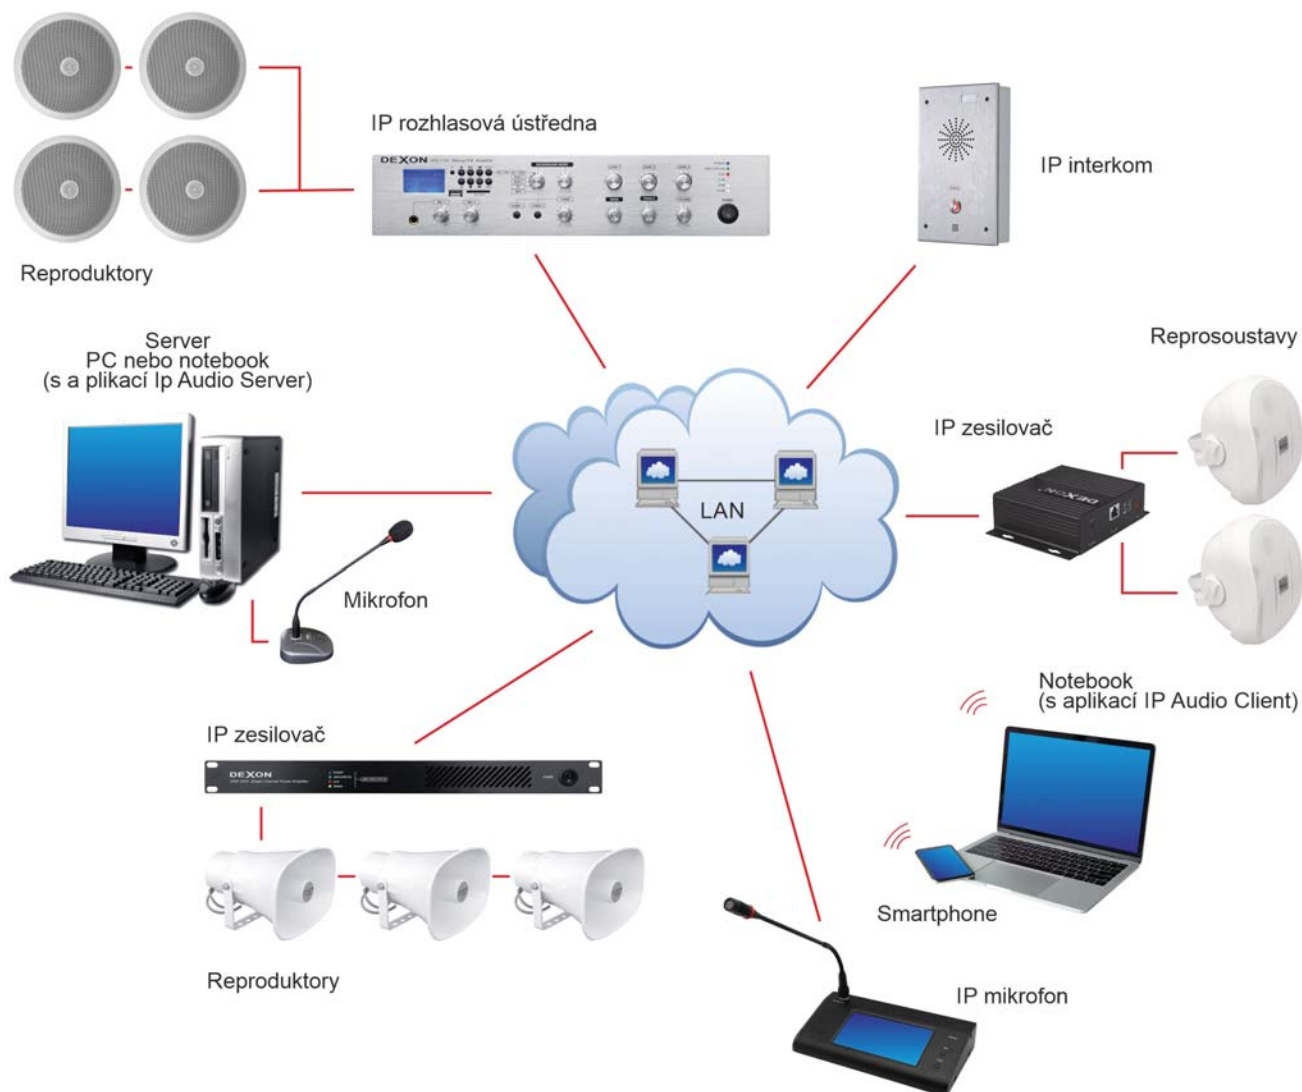 IP rozhlasová ústředna
DEXON
IP interkom
Reproduktory
Server
PC nebo notebook
(s a plikací Ip Audio Server)
Reprosoustavy
IP zesilovač
DEXON
LAN
Mikrofon
Notebook
(s aplikací IP Audio Client)
IP zesilovač
DEXON
Smartphone
Reproduktory
IP mikrofon